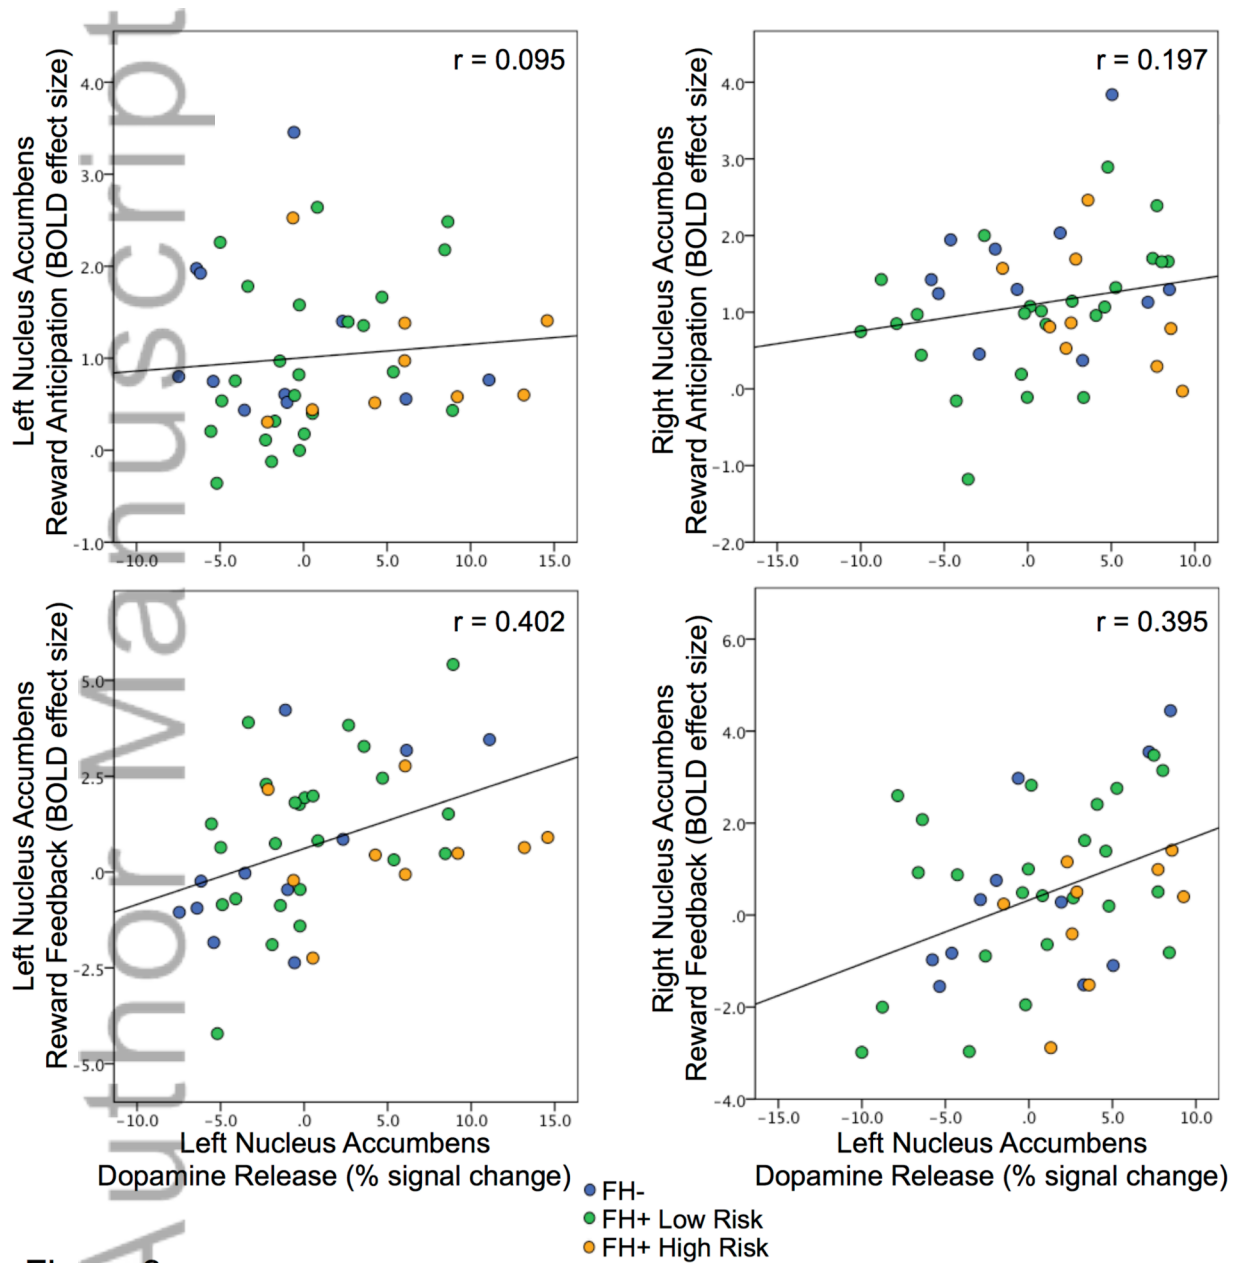 r = 0.095
Left Nucleus Accumbens
Reward Anticipation (BOLD effect size)
4.0
3.0
2.0
1.0
.0
-1.0
-10.0 -5.0 .0 5.0 10.0 15.0
r = 0.197
Right Nucleus Accumbens
Reward Anticipation (BOLD effect size)
4.0
3.0
2.0
1.0
.0
-1.0
-2.0
-15.0 -10.0 -5.0 .0 5.0 10.0
r = 0.402
Left Nucleus Accumbens
Reward Feedback (BOLD effect size)
5.0
2.5
.0
-2.5
-5.0
-10.0 -5.0 .0 5.0 10.0 15.0
Left Nucleus Accumbens
Dopamine Release (% signal change)
r = 0.395
Right Nucleus Accumbens
Reward Feedback (BOLD effect size)
6.0
4.0
2.0
.0
-2.0
-4.0
-15.0 -10.0 -5.0 .0 5.0 10.0
Left Nucleus Accumbens
Dopamine Release (% signal change)
FH-
FH+ Low Risk
FH+ High Risk
Author Manuscript